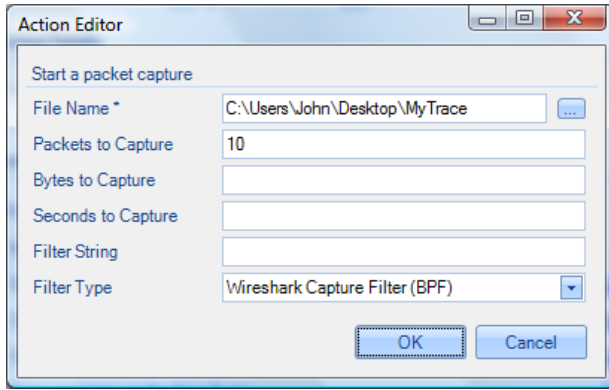 Action Editor
Start a packet capture
File Name * C:\Users\John\Desktop\MyTrace ...
Packets to Capture 10
Bytes to Capture
Seconds to Capture
Filter String
Filter Type Wireshark Capture Filter (BPF)
OK Cancel